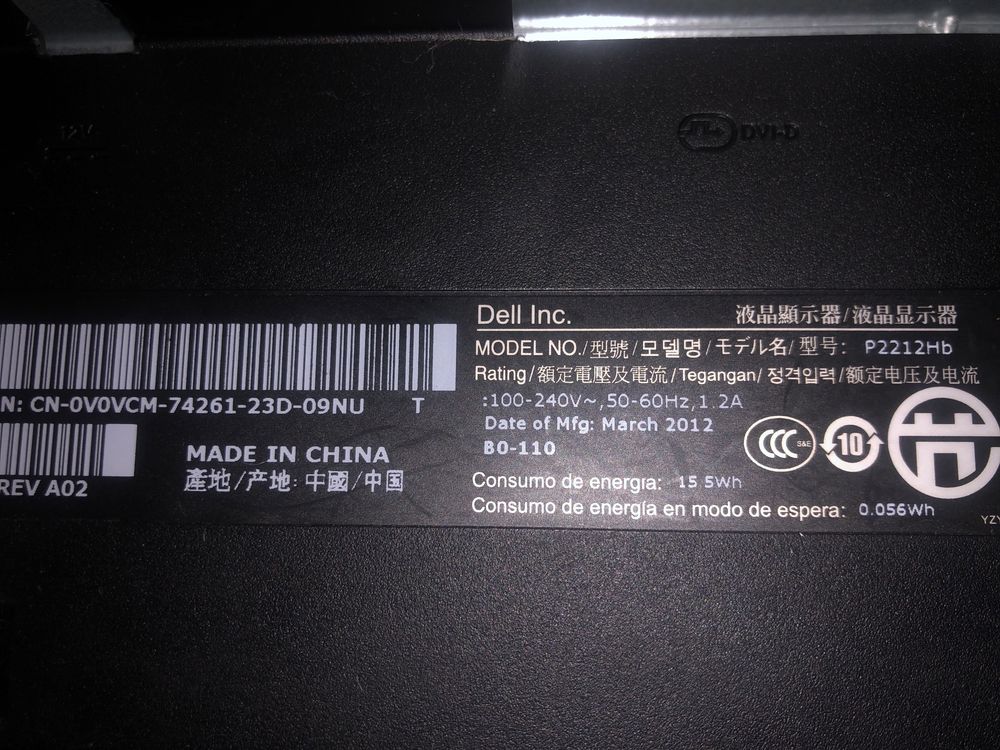 12V
DVI-D
Dell Inc. 液晶顯示器/液晶显示器
MODEL NO./型號/모델명/モデル名/型号: P2212Hb
Rating/額定電壓及電流/Tegangan/정격입력/额定电压及电流
:100-240V~,50-60Hz,1.2A
Date of Mfg: March 2012
B0-110
S&E
10
Consumo de energía: 15.5Wh
Consumo de energía en modo de espera: 0.056Wh
N: CN-0V0VCM-74261-23D-09NU T
REV A02
MADE IN CHINA
產地/产地: 中國/中国